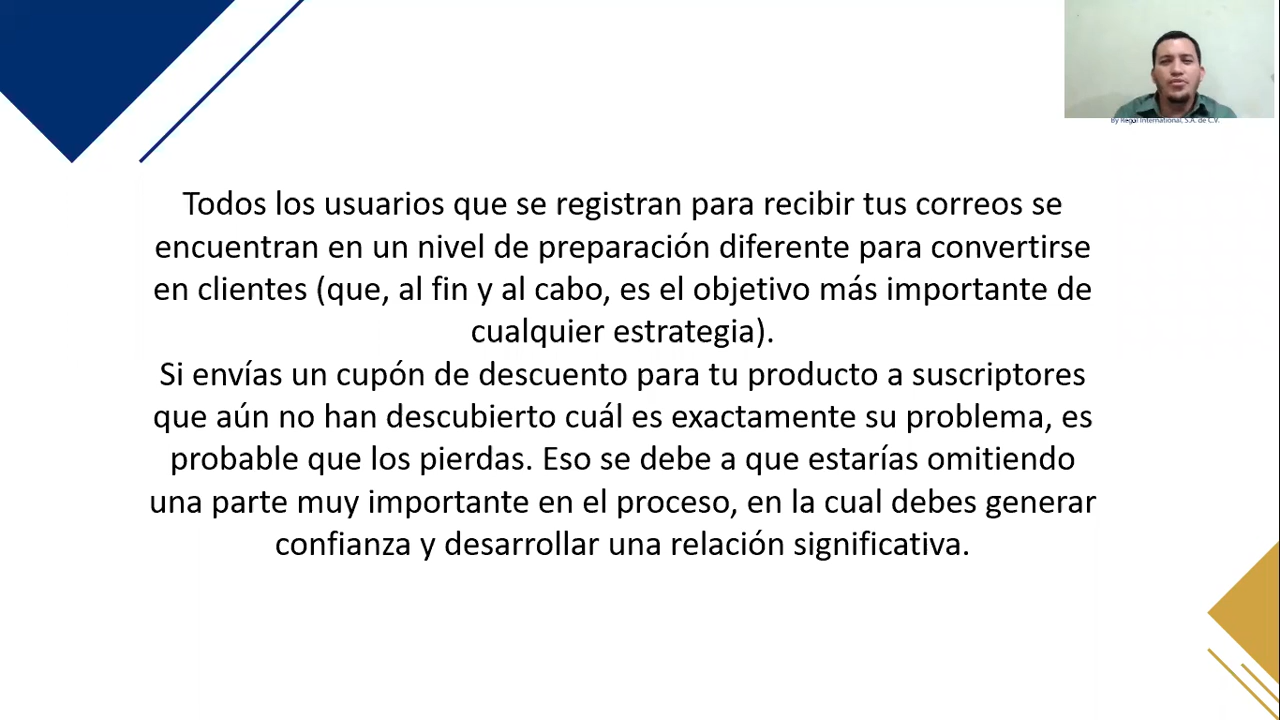 By Regal International, S.A. de C.V.
Todos los usuarios que se registran para recibir tus correos se
encuentran en un nivel de preparación diferente para convertirse
en clientes (que, al fin y al cabo, es el objetivo más importante de
cualquier estrategia).
Si envías un cupón de descuento para tu producto a suscriptores
que aún no han descubierto cuál es exactamente su problema, es
probable que los pierdas. Eso se debe a que estarías omitiendo
una parte muy importante en el proceso, en la cual debes generar
confianza y desarrollar una relación significativa.